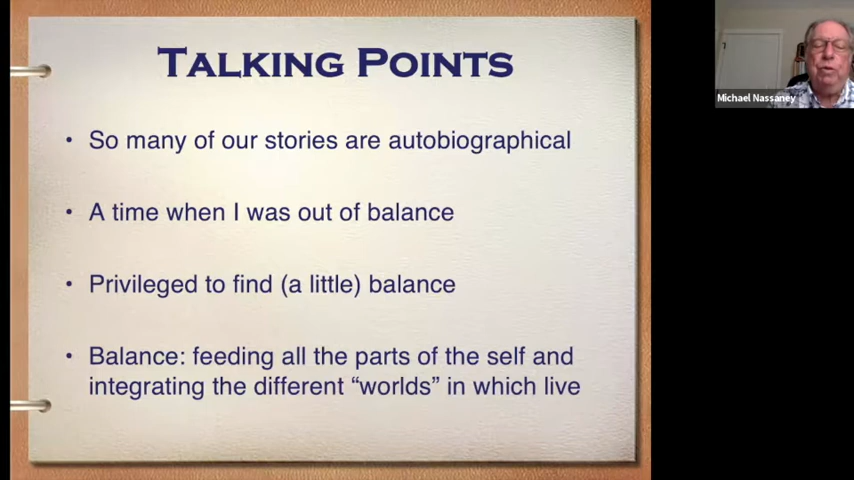 TALKING POINTS
• So many of our stories are autobiographical
• A time when I was out of balance
• Privileged to find (a little) balance
• Balance: feeding all the parts of the self and
integrating the different “worlds” in which live
Michael Nassaney